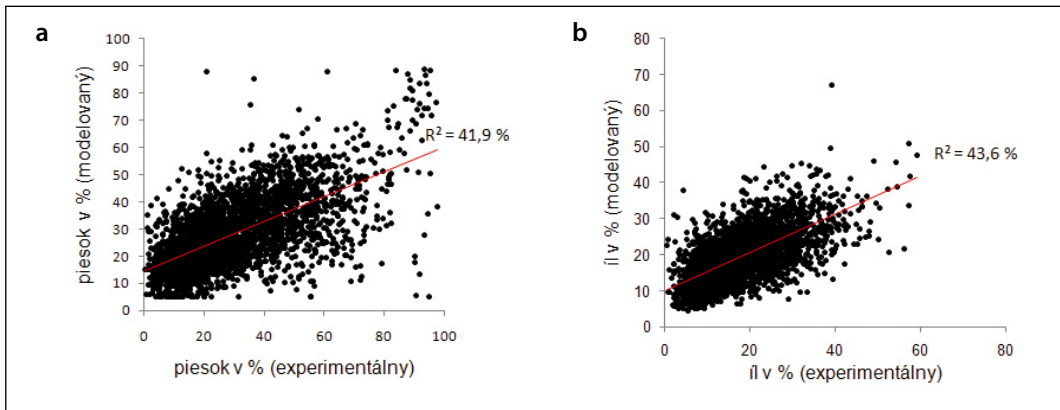 a
100
90
80
70
60
50
40
30
20
10
0
piesok v % (modelovaný)
R² = 41,9 %
0 20 40 60 80 100
piesok v % (experimentálny)
b
80
70
60
50
40
30
20
10
0
íl v % (modelovaný)
R² = 43,6 %
0 20 40 60 80
íl v % (experimentálny)